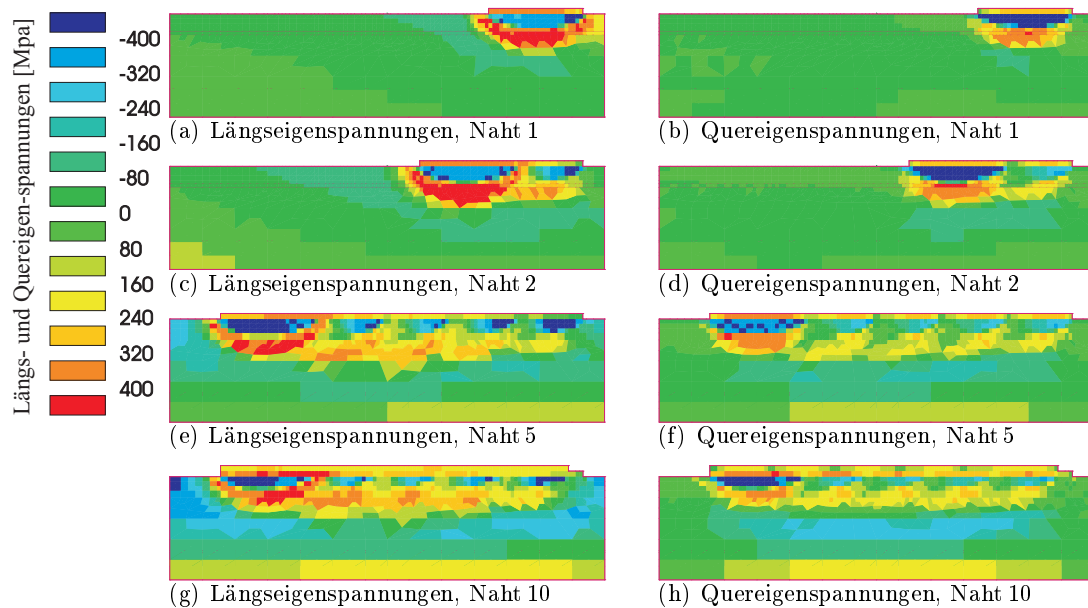 Längs- und Quereigen-spannungen [Mpa]
-400
-320
-240
-160
-80
0
80
160
240
320
400
(a) Längseigenspannungen, Naht 1
(b) Quereigenspannungen, Naht 1
(c) Längseigenspannungen, Naht 2
(d) Quereigenspannungen, Naht 2
(e) Längseigenspannungen, Naht 5
(f) Quereigenspannungen, Naht 5
(g) Längseigenspannungen, Naht 10
(h) Quereigenspannungen, Naht 10